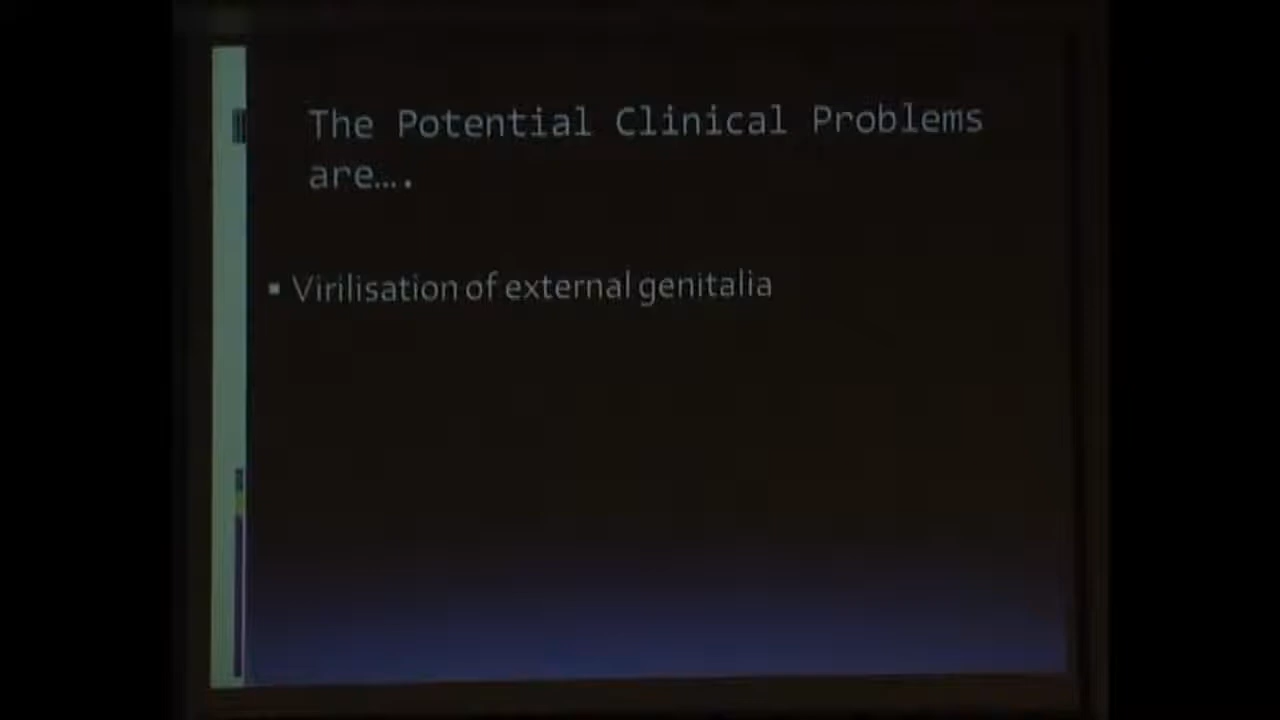 The Potential Clinical Problems
are….
▪ Virilisation of external genitalia